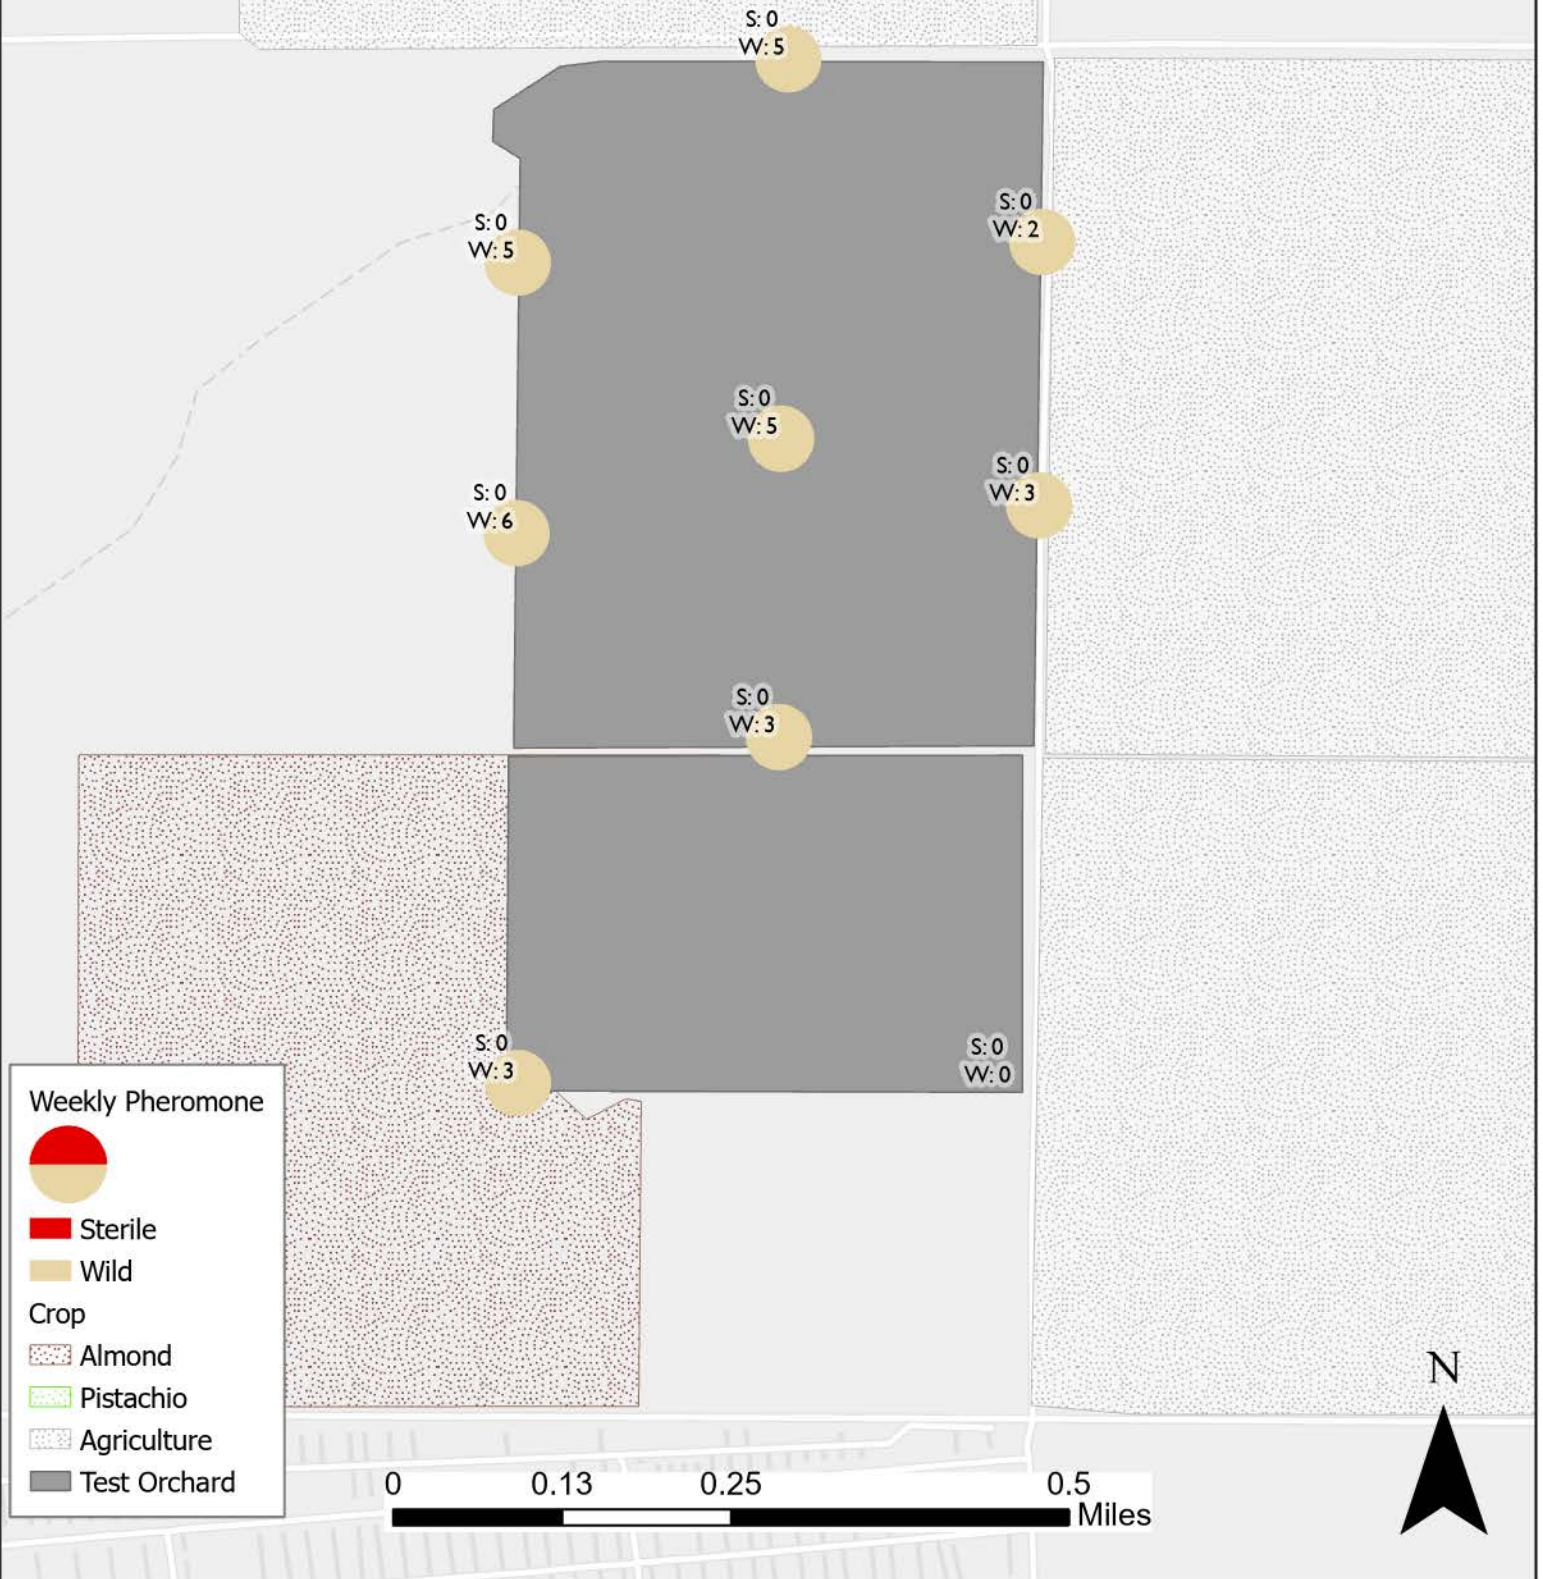 S: 0
W: 5
S: 0
W: 2
S: 0
W: 5
S: 0
W: 5
S: 0
W: 3
S: 0
W: 6
S: 0
W: 3
S: 0
W: 3
S: 0
W: 0
Weekly Pheromone
Sterile
Wild
Crop
Almond
Pistachio
Agriculture
Test Orchard
0 0.13 0.25 0.5
Miles
N